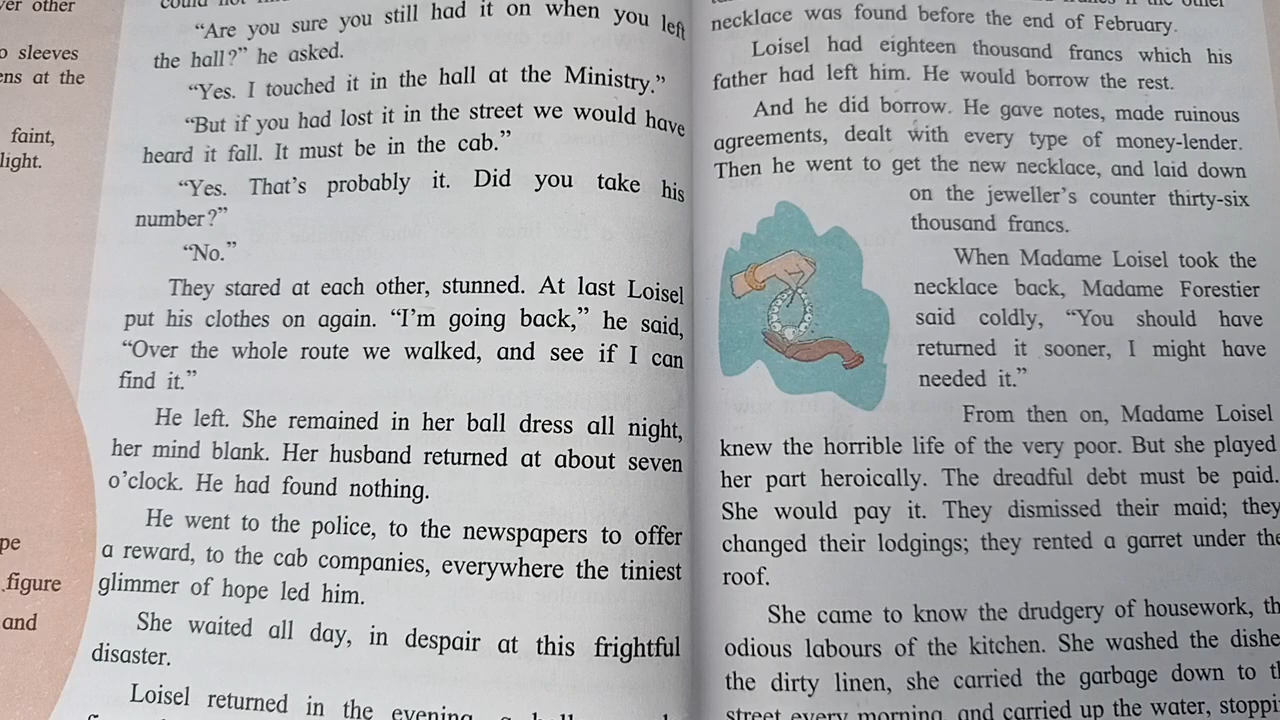 ver other
o sleeves
ens at the
faint,
light.
pe
figure
and
“Are you sure you still had it on when you left
the hall?” he asked.
“Yes. I touched it in the hall at the Ministry.”
“But if you had lost it in the street we would have
heard it fall. It must be in the cab.”
“Yes. That’s probably it. Did you take his
number?”
“No.”
They stared at each other, stunned. At last Loisel
put his clothes on again. “I’m going back,” he said,
“Over the whole route we walked, and see if I can
find it.”
He left. She remained in her ball dress all night,
her mind blank. Her husband returned at about seven
o’clock. He had found nothing.
He went to the police, to the newspapers to offer
a reward, to the cab companies, everywhere the tiniest
glimmer of hope led him.
She waited all day, in despair at this frightful
disaster.
Loisel returned in the evening
necklace was found before the end of February.
Loisel had eighteen thousand francs which his
father had left him. He would borrow the rest.
And he did borrow. He gave notes, made ruinous
agreements, dealt with every type of money-lender.
Then he went to get the new necklace, and laid down
on the jeweller’s counter thirty-six
thousand francs.
When Madame Loisel took the
necklace back, Madame Forestier
said coldly, “You should have
returned it sooner, I might have
needed it.”
From then on, Madame Loisel
knew the horrible life of the very poor. But she played
her part heroically. The dreadful debt must be paid.
She would pay it. They dismissed their maid; they
changed their lodgings; they rented a garret under the
roof.
She came to know the drudgery of housework, th
odious labours of the kitchen. She washed the dishe
the dirty linen, she carried the garbage down to t
street every morning, and carried up the water, stoppi